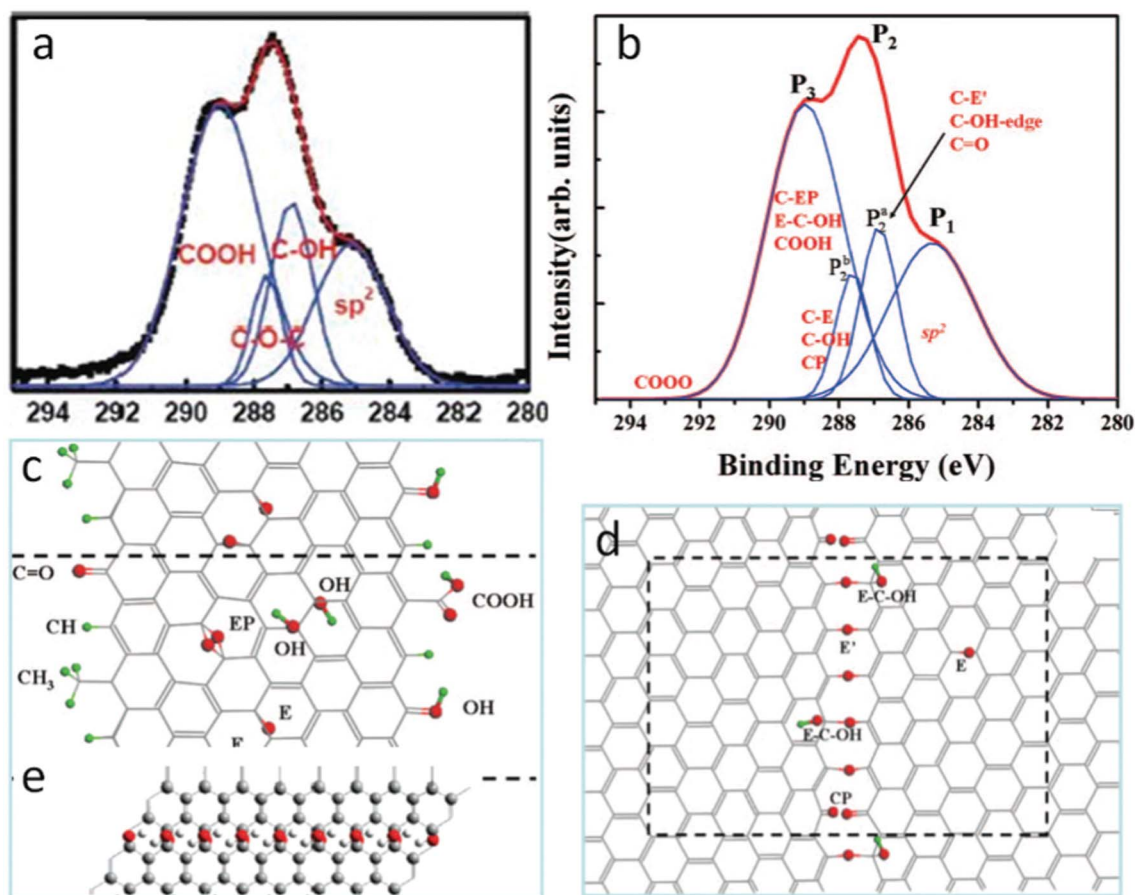 a
COOH
C-OH
C-O-C
sp2
294 292 290 288 286 284 282 280
b
Intensity(arb. units)
P3
P2
P1
C-E'
C-OH-edge
C=O
C-EP
E-C-OH
COOH
P2a
P2b
C-E
C-OH
CP
sp2
COOO
294 292 290 288 286 284 282 280
Binding Energy (eV)
c
C=O
OH
COOH
EP
CH
OH
CH3
E
OH
e
d
E-C-OH
E'
E
E-C-OH
CP